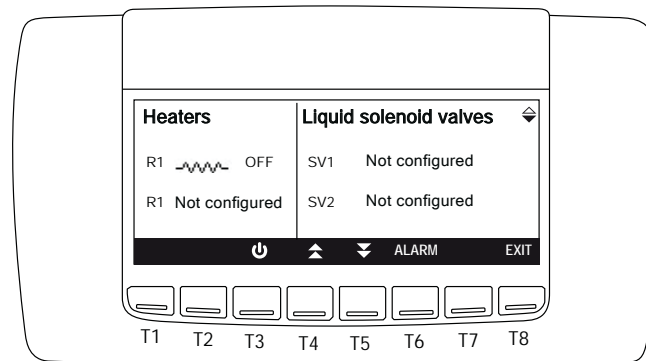 Heaters Liquid solenoid valves
R1 OFF SV1 Not configured
R1 Not configured SV2 Not configured
ALARM EXIT
T1 T2 T3 T4 T5 T6 T7 T8